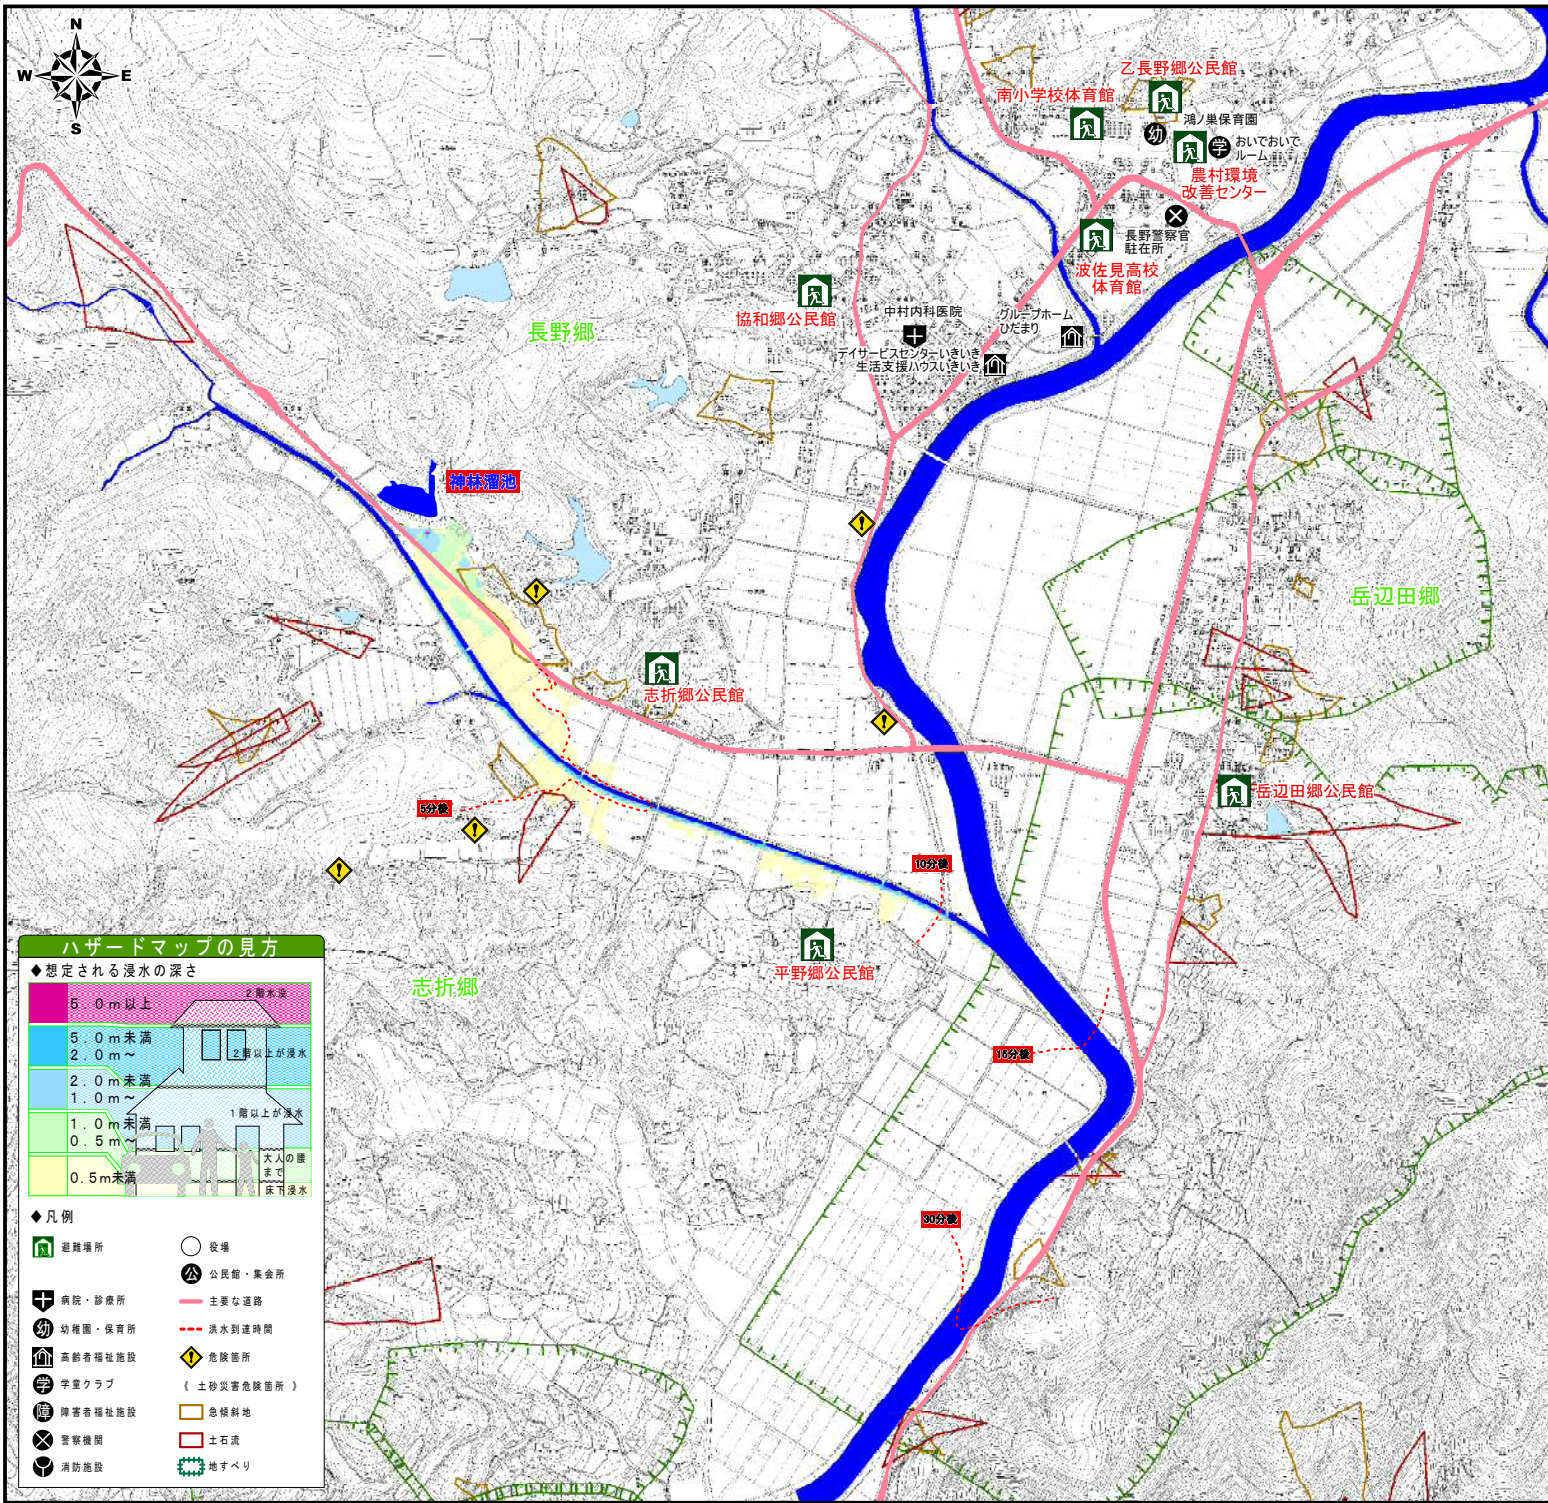 N
W
E
S
乙長野郷公民館
南小学校体育館
鴻ノ巣保育園
幼
学
おいでおいで
ルーム
農村環境
改善センター
長野警察官
駐在所
波佐見高校
体育館
協和郷公民館
中村内科医院
グループホーム
ひだまり
デイサービスセンターいきいき
生活支援ハウスいきいき
長野郷
神林溜池
岳辺田郷
志折郷公民館
5分後
岳辺田郷公民館
10分後
平野郷公民館
志折郷
15分後
30分後
ハザードマップの見方
◆想定される浸水の深さ
5.0m以上
2階水没
5.0m未満
2.0m~
2階以上が浸水
2.0m未満
1.0m~
1階以上が浸水
1.0m未満
0.5m~
大人の腰
まで
0.5m未満
床下浸水
◆凡例
避難場所
役場
公 公民館・集会所
病院・診療所
主要な道路
幼 幼稚園・保育所
洪水到達時間
高齢者福祉施設
危険箇所
学 学童クラブ
《 土砂災害危険箇所 》
障 障害者福祉施設
急傾斜地
警察機関
土石流
消防施設
地すべり